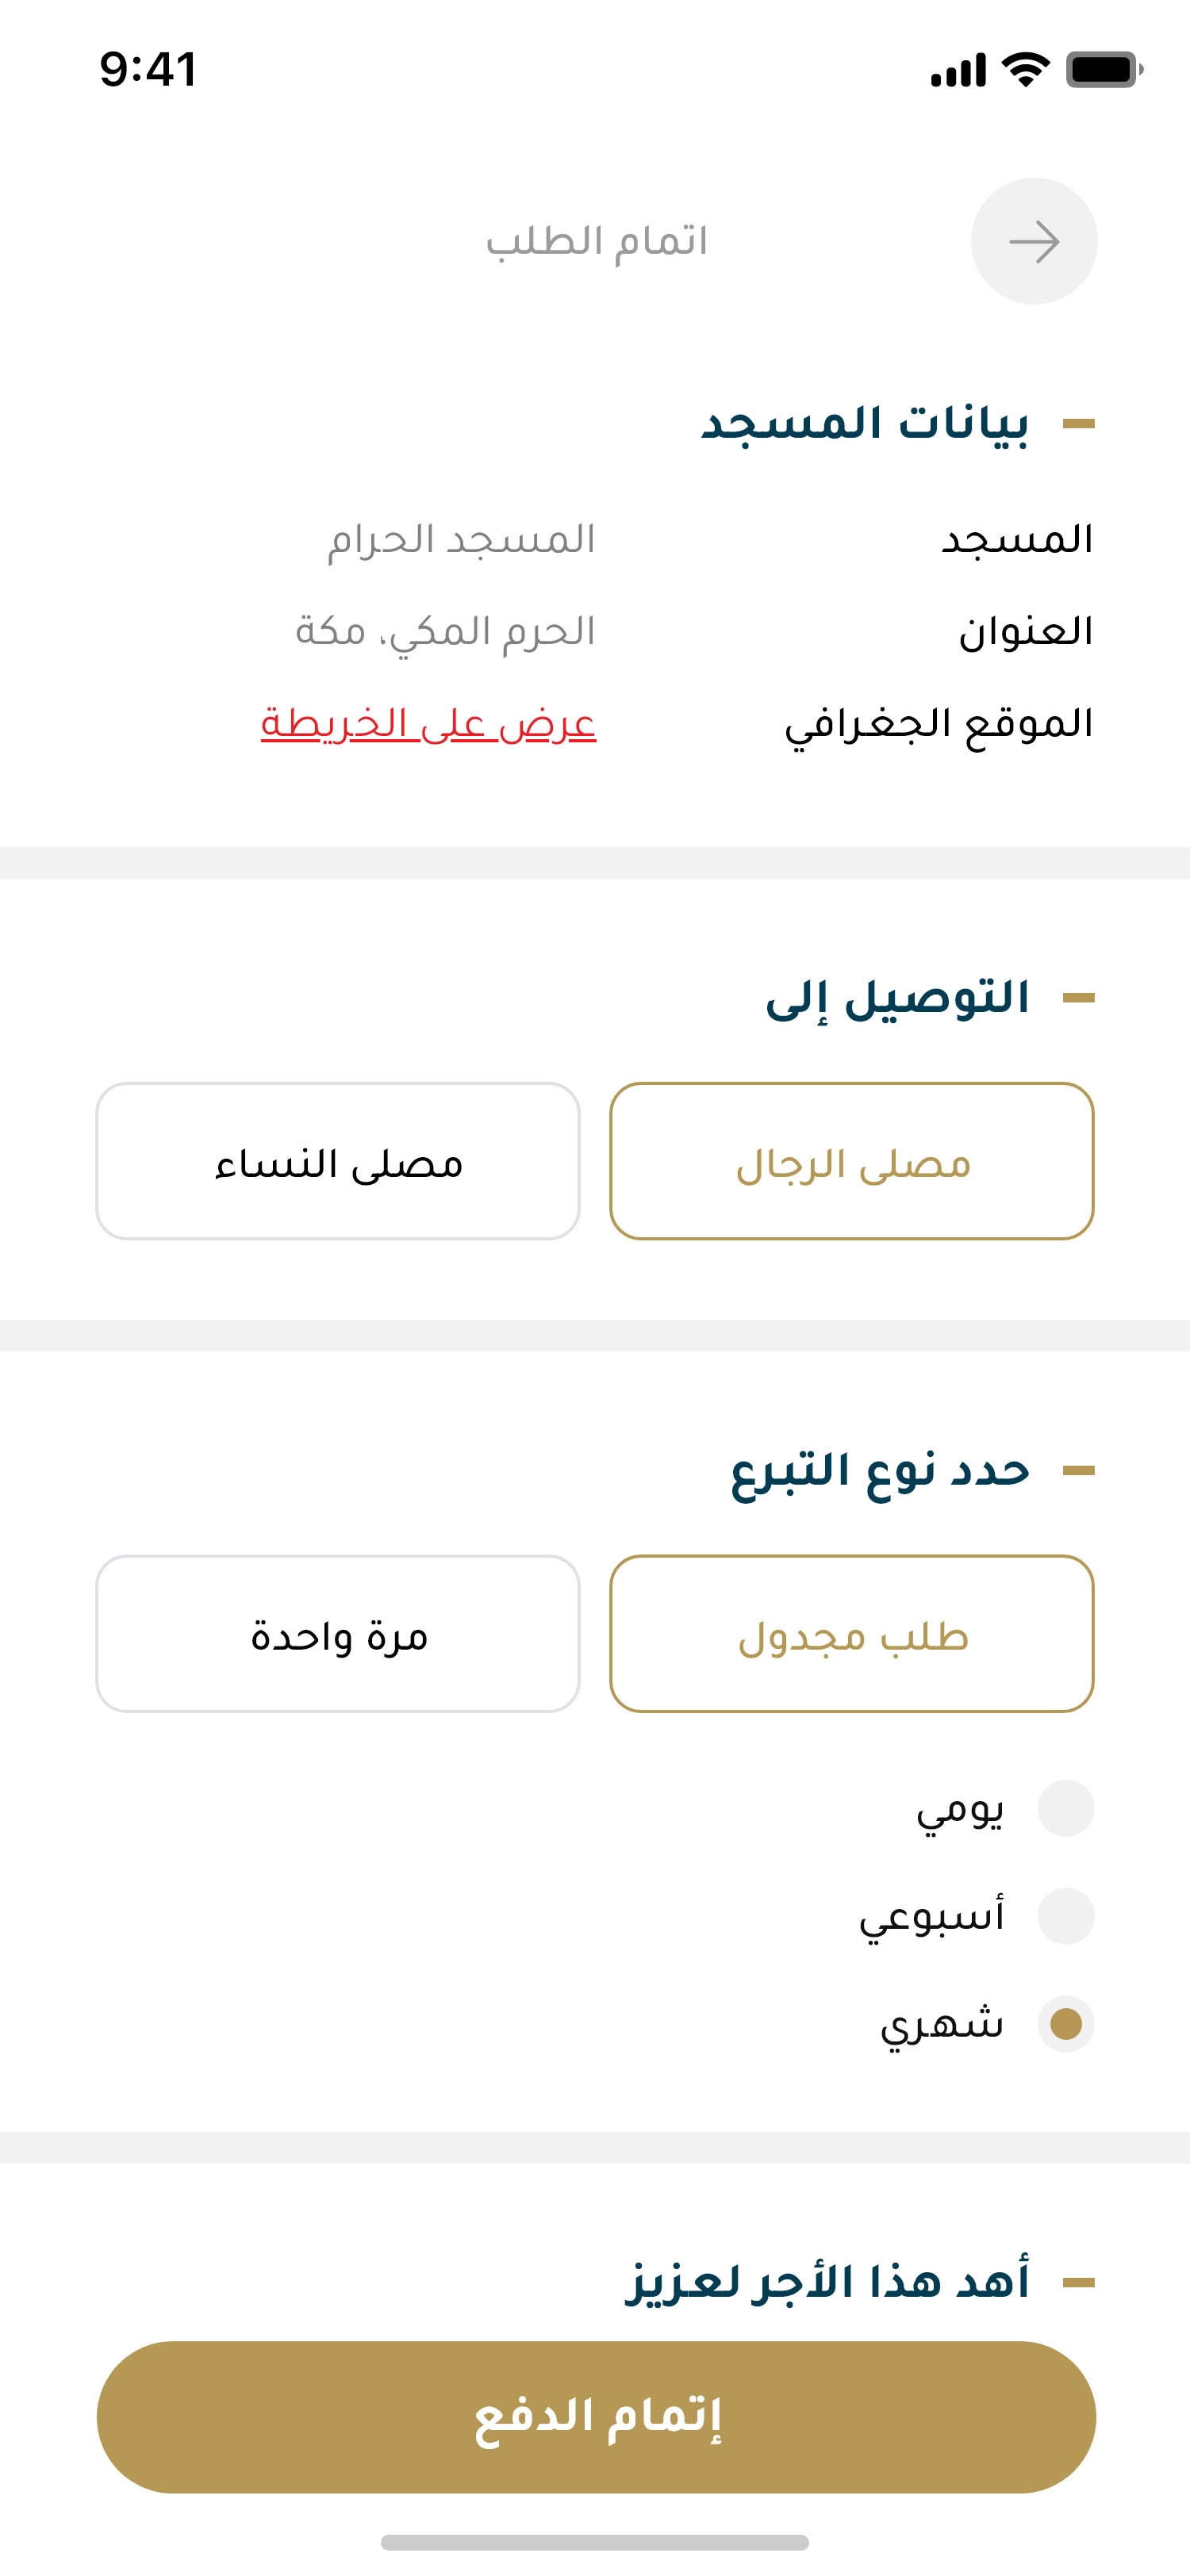 9:41
اتمام الطلب
بيانات المسجد
المسجد
المسجد الحرام
العنوان
الحرم المكي، مكة
الموقع الجغرافي
عرض على الخريطة
التوصيل إلى
مصلى الرجال
مصلى النساء
حدد نوع التبرع
طلب مجدول
مرة واحدة
يومي
أسبوعي
شهري
أهد هذا الأجر لعزيز
إتمام الدفع